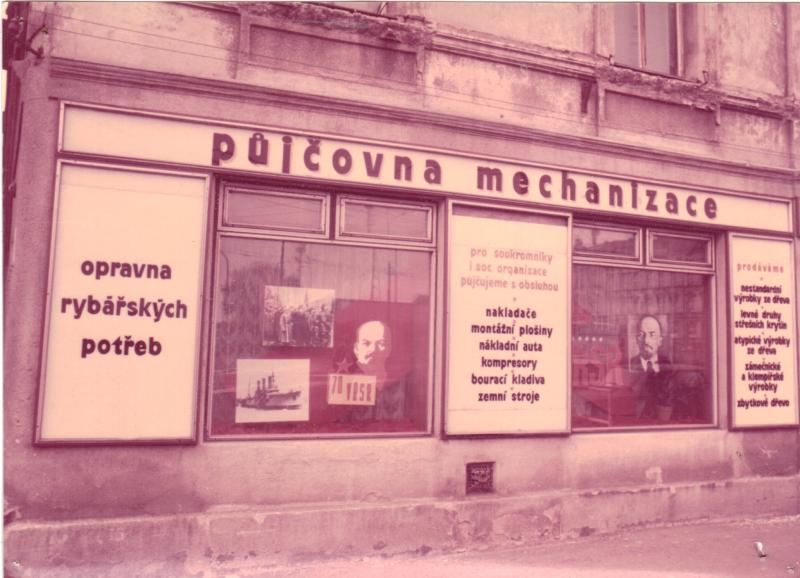 půjčovna mechanizace
opravna
rybářských
potřeb
70 VŘSR
pro soukromníky
i soc. organizace
půjčujeme s obsluhou
nakladače
montážní plošiny
nákladní auta
kompresory
bourací kladiva
zemní stroje
prodáváme
nestandardní
výrobky ze dřeva
levné druhy
střešních krytin
atypické výrobky
ze dřeva
zámečnické
a klempířské
výrobky
zbytkové dřevo